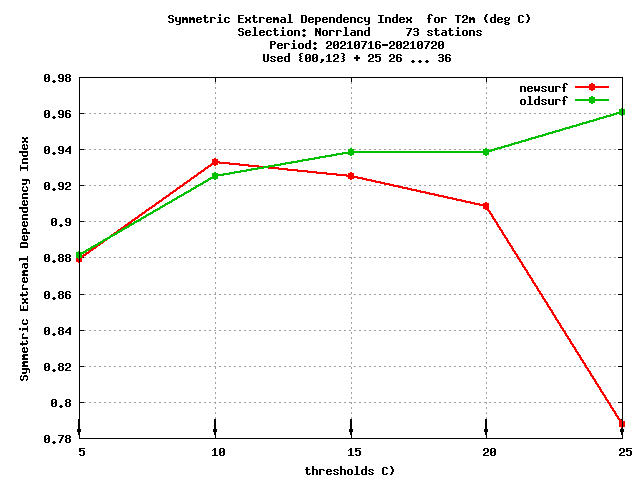 Symmetric Extremal Dependency Index  for T2m (deg C)
Selection: Norrland     73 stations
Period: 20210716-20210720
Used {00,12} + 25 26 ... 36
newsurf
oldsurf
Symmetric Extremal Dependency Index
0.98
0.96
0.94
0.92
0.9
0.88
0.86
0.84
0.82
0.8
0.78
5 10 15 20 25
thresholds C)